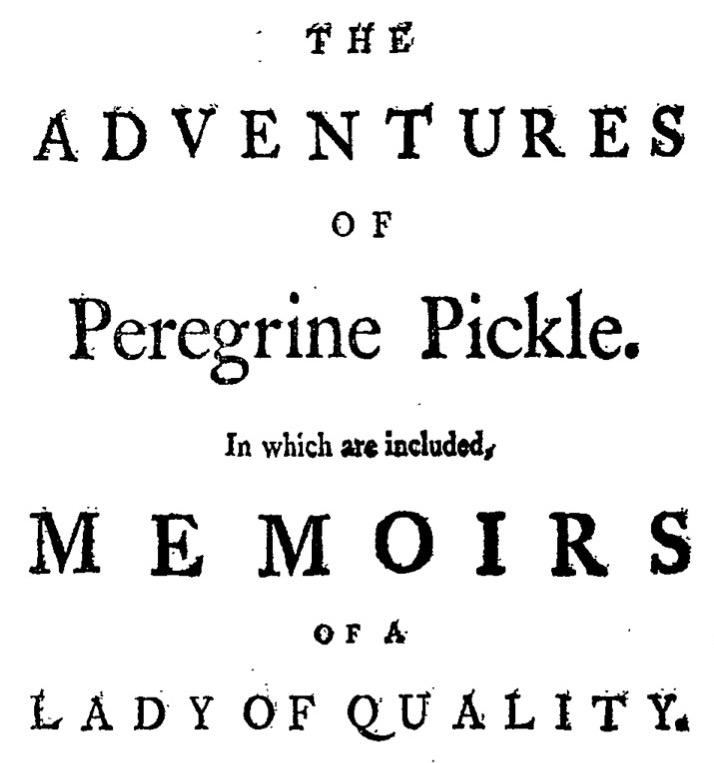 THE
ADVENTURES
OF
Peregrine Pickle.
In which are included,
MEMOIRS
OF A
LADY OF QUALITY.